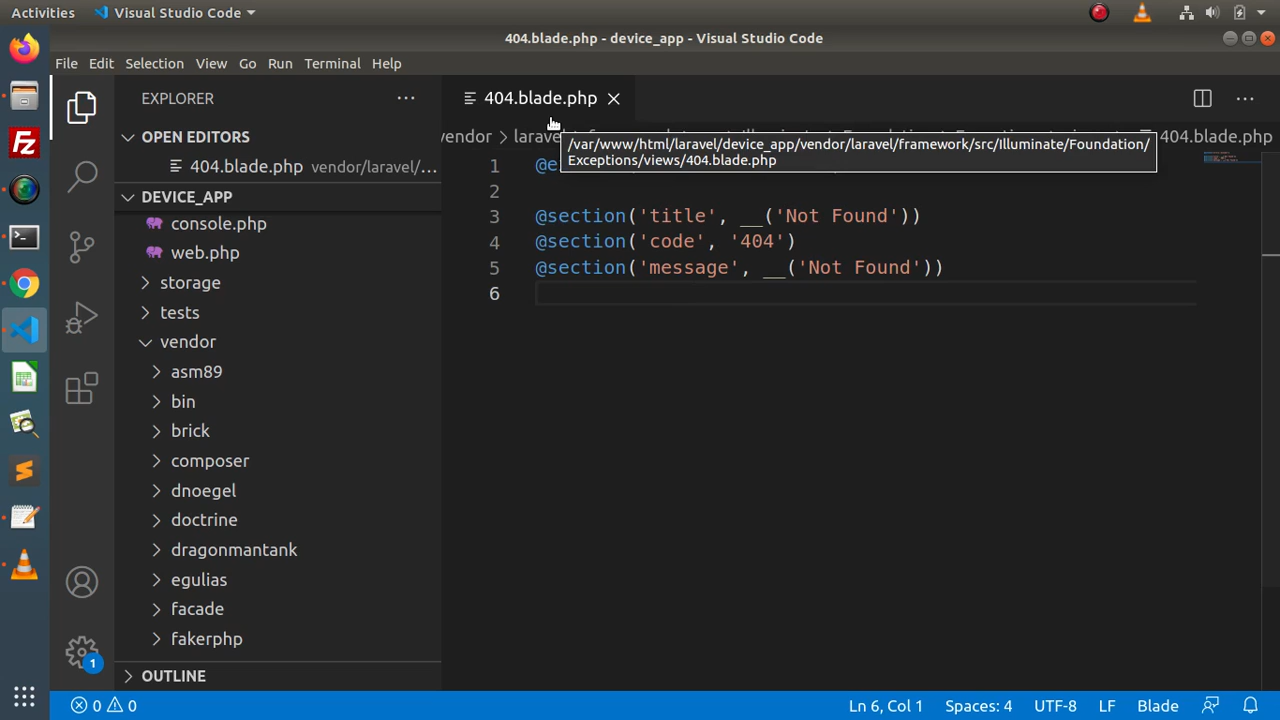 Activities
Visual Studio Code
404.blade.php - device_app - Visual Studio Code
File Edit Selection View Go Run Terminal Help
EXPLORER
OPEN EDITORS
404.blade.php vendor/laravel/...
DEVICE_APP
console.php
web.php
storage
tests
vendor
asm89
bin
brick
composer
dnoegel
doctrine
dragonmantank
egulias
facade
fakerphp
OUTLINE
404.blade.php
vendor
404.blade.php
/var/www/html/laravel/device_app/vendor/laravel/framework/src/Illuminate/Foundation/
Exceptions/views/404.blade.php
1 @e
2
3 @section('title', __('Not Found'))
4 @section('code', '404')
5 @section('message', __('Not Found'))
6
1
0 0
Ln 6, Col 1 Spaces: 4 UTF-8 LF Blade